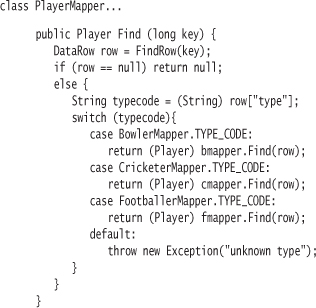 class PlayerMapper...
public Player Find (long key) {
DataRow row = FindRow(key);
if (row == null) return null;
else {
String typecode = (String) row["type"];
switch (typecode){
case BowlerMapper.TYPE_CODE:
return (Player) bmapper.Find(row);
case CricketerMapper.TYPE_CODE:
return (Player) cmapper.Find(row);
case FootballerMapper.TYPE_CODE:
return (Player) fmapper.Find(row);
default:
throw new Exception("unknown type");
}
}
}